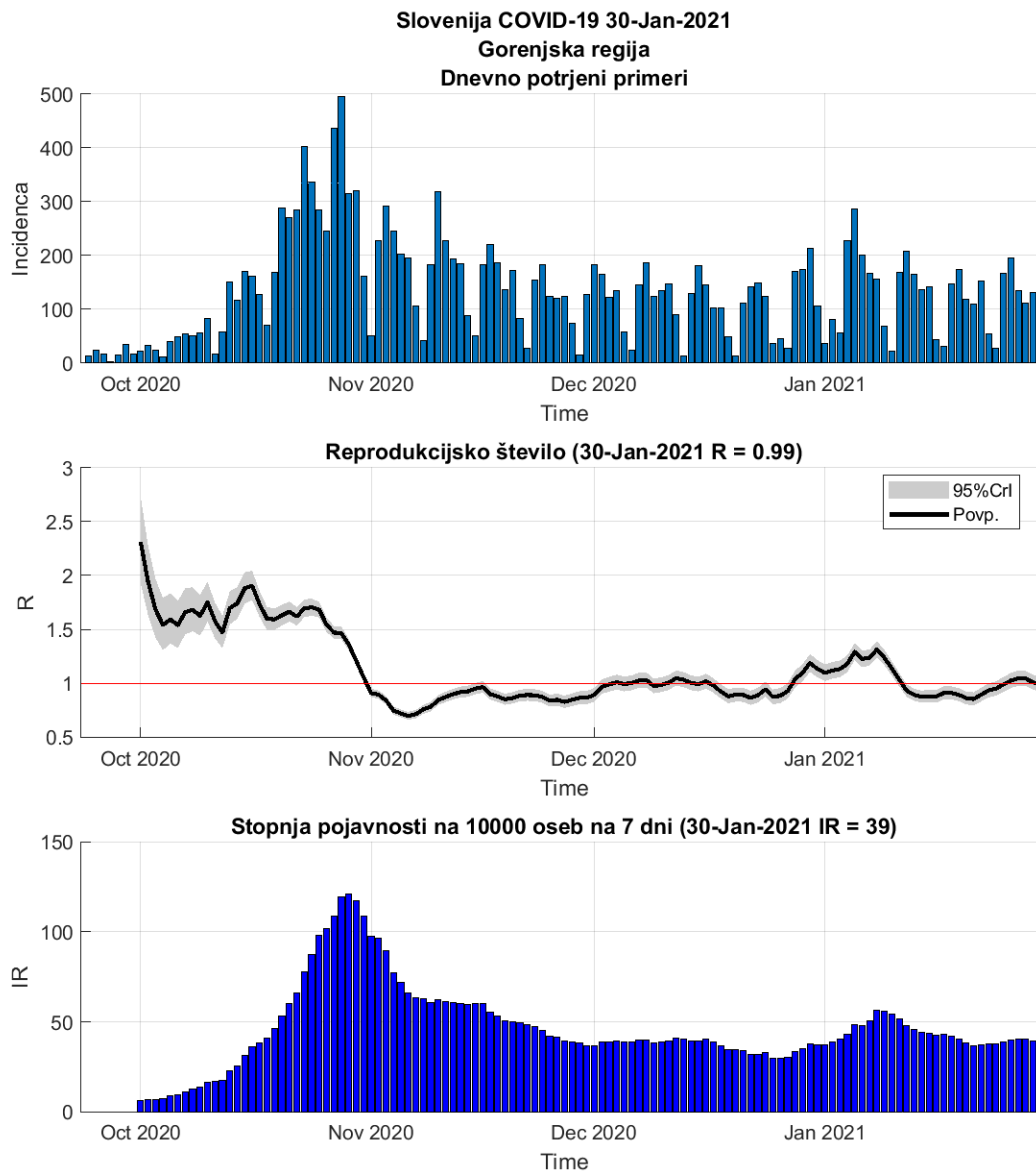 Slovenija COVID-19 30-Jan-2021
Gorenjska regija
Dnevno potrjeni primeri
500
400
300
200
100
0
Incidenca
Oct 2020 Nov 2020 Dec 2020 Jan 2021
Time
Reprodukcijsko število (30-Jan-2021 R = 0.99)
3
2.5
2
1.5
1
0.5
R
95%CrI
Povp.
Oct 2020 Nov 2020 Dec 2020 Jan 2021
Time
Stopnja pojavnosti na 10000 oseb na 7 dni (30-Jan-2021 IR = 39)
150
100
50
0
IR
Oct 2020 Nov 2020 Dec 2020 Jan 2021
Time